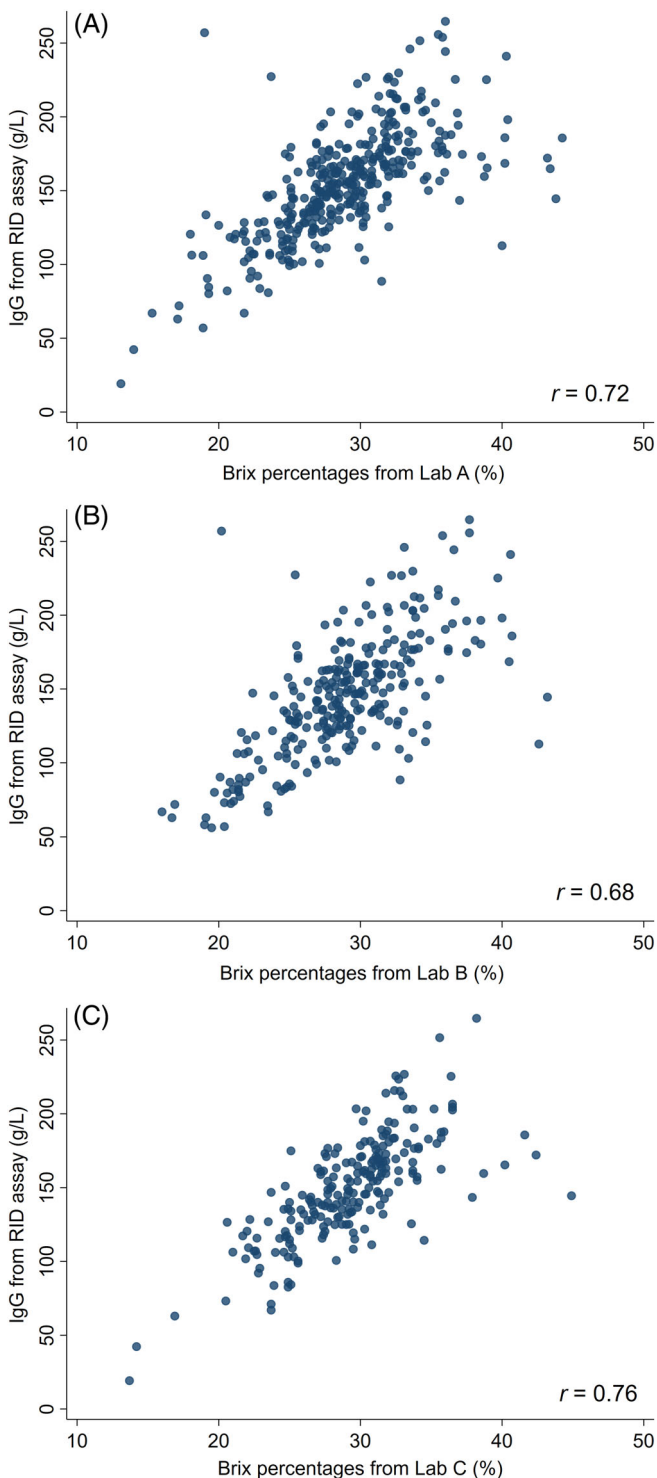 (A)
IgG from RID assay (g/L)
250
200
150
100
50
0
r = 0.72
10 20 30 40 50
Brix percentages from Lab A (%)
(B)
IgG from RID assay (g/L)
250
200
150
100
50
0
r = 0.68
10 20 30 40 50
Brix percentages from Lab B (%)
(C)
IgG from RID assay (g/L)
250
200
150
100
50
0
r = 0.76
10 20 30 40 50
Brix percentages from Lab C (%)